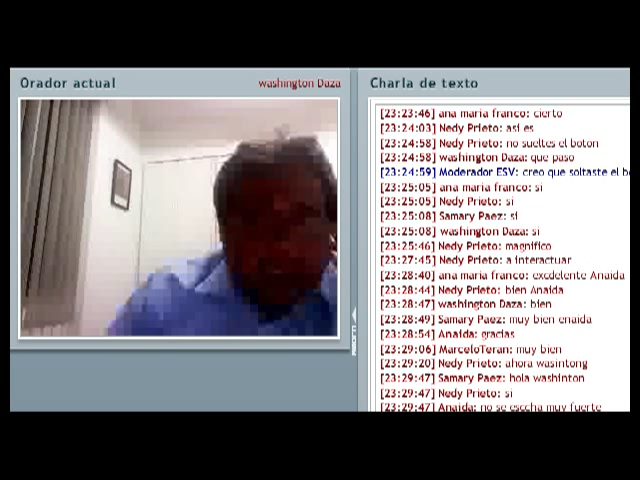 Orador actual
washington Daza
Charla de texto
[23:23:46] ana maria franco: cierto
[23:24:03] Nedy Prieto: asi es
[23:24:58] Nedy Prieto: no sueltes el boton
[23:24:58] washington Daza: que paso
[23:24:59] Moderador ESV: creo que soltaste el bo
[23:25:05] ana maria franco: si
[23:25:05] Nedy Prieto: si
[23:25:08] Samary Paez: si
[23:25:08] washington Daza: si
[23:25:46] Nedy Prieto: magnifico
[23:27:45] Nedy Prieto: a interactuar
[23:28:40] ana maria franco: excdelente Anaida
[23:28:44] Nedy Prieto: bien Anaida
[23:28:47] washington Daza: bien
[23:28:49] Samary Paez: muy bien enaida
[23:28:54] Anaida: gracias
[23:29:06] MarceloTeran: muy bien
[23:29:20] Nedy Prieto: ahora wasintong
[23:29:47] Samary Paez: hola washinton
[23:29:47] Nedy Prieto: si
[23:29:47] Anaida: no se esccha muy fuerte